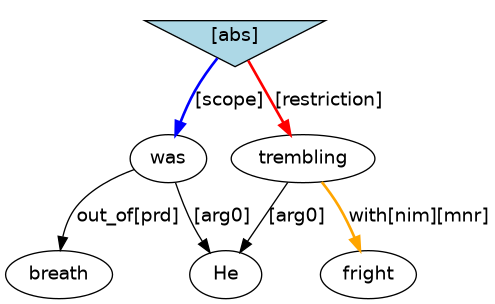 [abs]
[scope] [restriction]
was trembling
out_of[prd] [arg0] [arg0] with[nim][mnr]
breath He fright